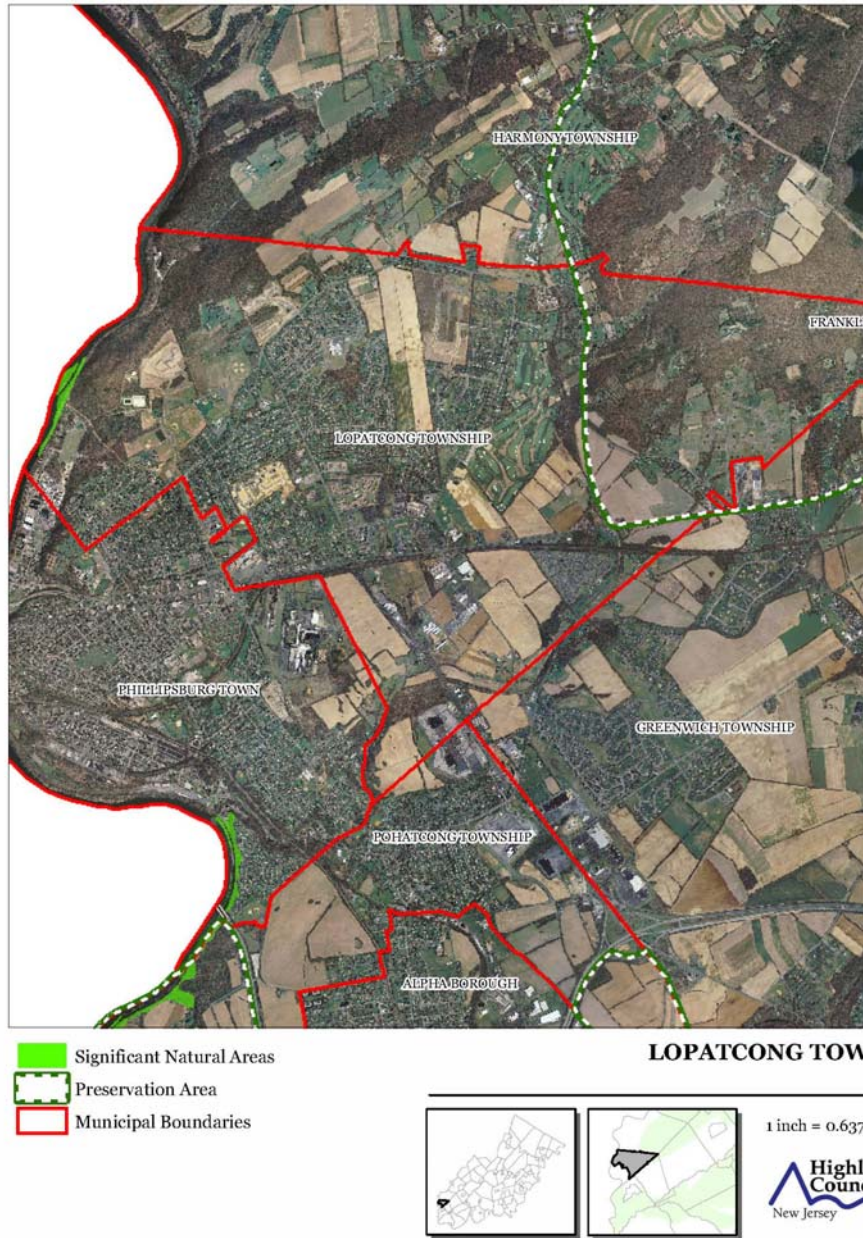 HARMONY TOWNSHIP
FRANKL
LOPATCONG TOWNSHIP
PHILLIPSBURG TOWN
GREENWICH TOWNSHIP
POHATCONG TOWNSHIP
ALPHA BOROUGH
Significant Natural Areas
Preservation Area
Municipal Boundaries
LOPATCONG TOW
1 inch = 0.637
Highl
Counc
New Jersey